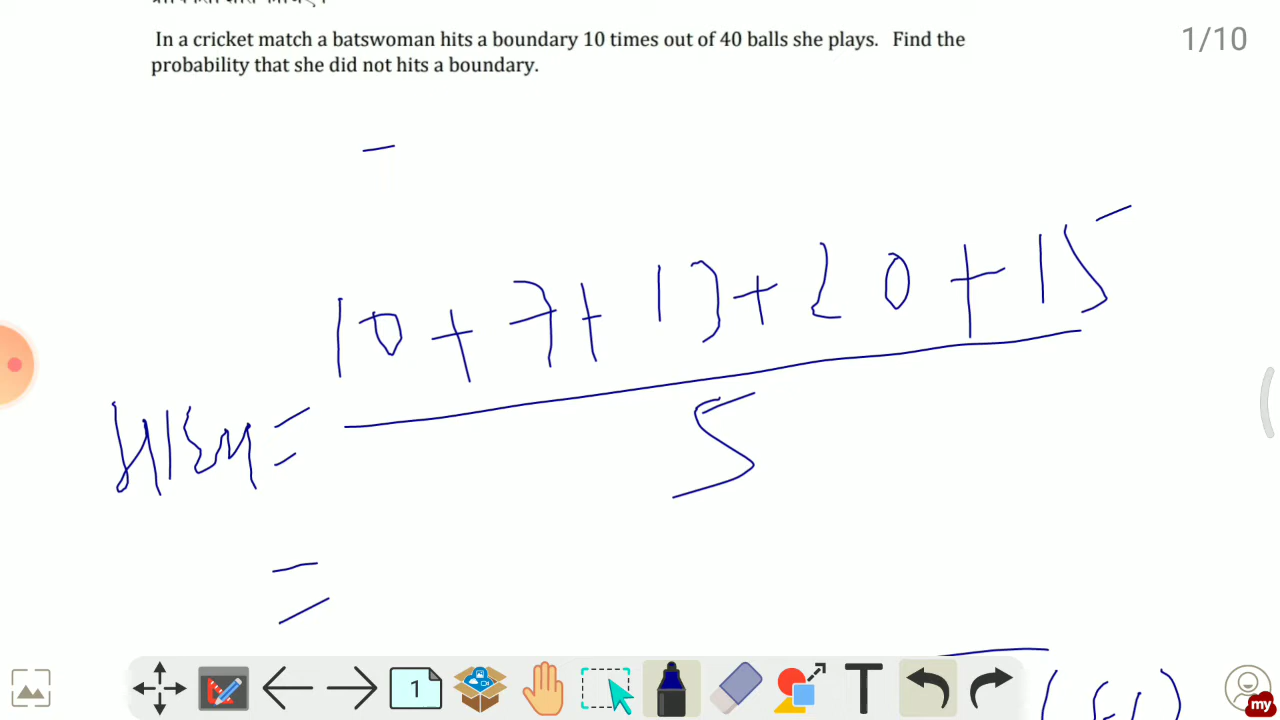 In a cricket match a batswoman hits a boundary 10 times out of 40 balls she plays. Find the
1/10
probability that she did not hits a boundary.
10 + 7 + 13 + 20 + 15
माध्य =
5
=
1
T
my